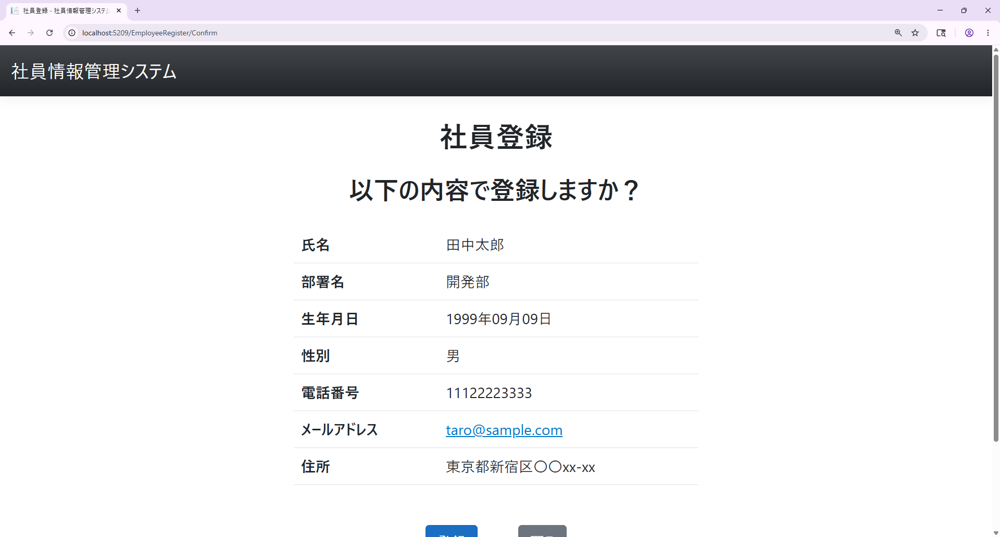 社員登録 - 社員情報管理システム
localhost:5209/EmployeeRegister/Confirm
社員情報管理システム
社員登録
以下の内容で登録しますか？
氏名 田中太郎
部署名 開発部
生年月日 1999年09月09日
性別 男
電話番号 11122223333
メールアドレス taro@sample.com
住所 東京都新宿区〇〇xx-xx